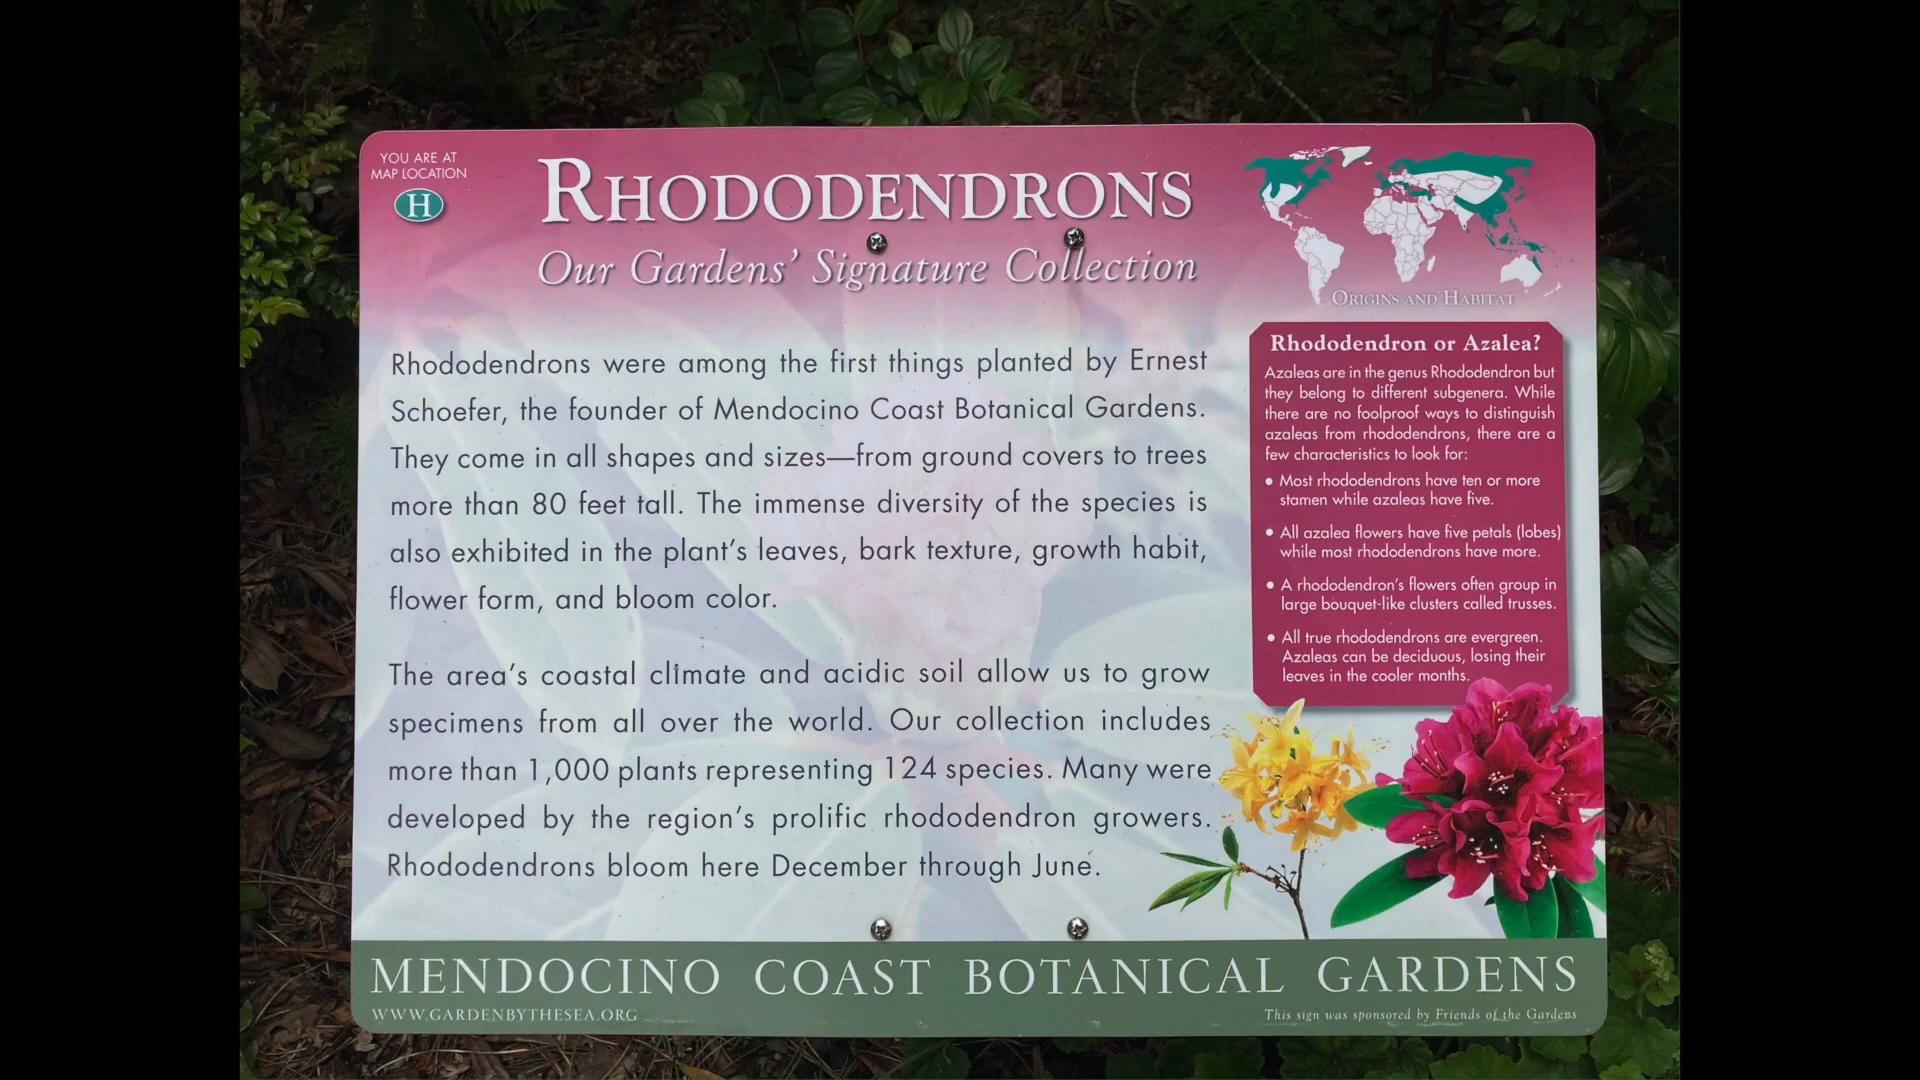 YOU ARE AT
MAP LOCATION
H
RHODODENDRONS
Our Gardens' Signature Collection
ORIGINS AND HABITAT
Rhododendrons were among the first things planted by Ernest
Schoefer, the founder of Mendocino Coast Botanical Gardens.
They come in all shapes and sizes—from ground covers to trees
more than 80 feet tall. The immense diversity of the species is
also exhibited in the plant's leaves, bark texture, growth habit,
flower form, and bloom color.
The area's coastal climate and acidic soil allow us to grow
specimens from all over the world. Our collection includes
more than 1,000 plants representing 124 species. Many were
developed by the region's prolific rhododendron growers.
Rhododendrons bloom here December through June.
Rhododendron or Azalea?
Azaleas are in the genus Rhododendron but
they belong to different subgenera. While
there are no foolproof ways to distinguish
azaleas from rhododendrons, there are a
few characteristics to look for:
• Most rhododendrons have ten or more
stamen while azaleas have five.
• All azalea flowers have five petals (lobes)
while most rhododendrons have more.
• A rhododendron's flowers often group in
large bouquet-like clusters called trusses.
• All true rhododendrons are evergreen.
Azaleas can be deciduous, losing their
leaves in the cooler months.
MENDOCINO COAST BOTANICAL GARDENS
WWW.GARDENBYTHESEA.ORG
This sign was sponsored by Friends of the Gardens